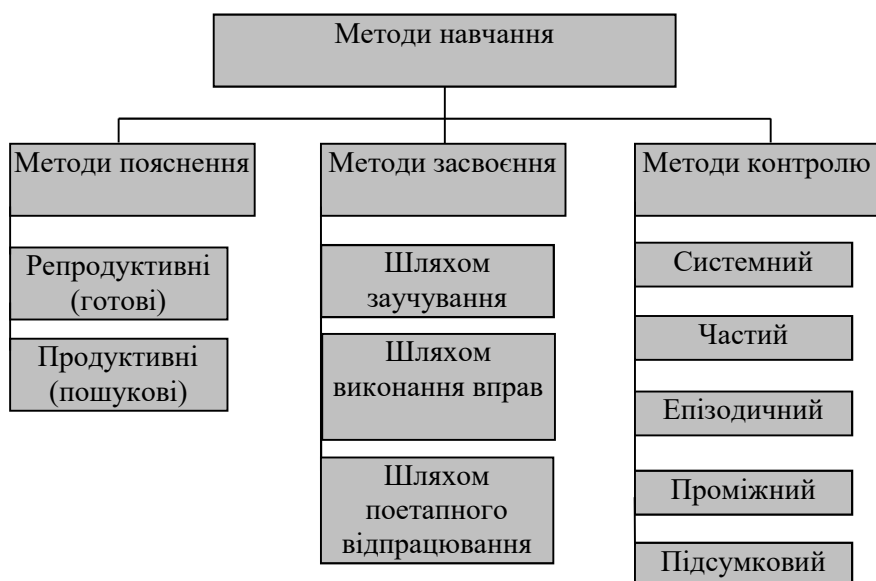 Методи навчання
Методи пояснення
Репродуктивні
(готові)
Продуктивні
(пошукові)
Методи засвоєння
Шляхом
заучування
Шляхом
виконання вправ
Шляхом
поетапного
відпрацювання
Методи контролю
Системний
Частий
Епізодичний
Проміжний
Підсумковий